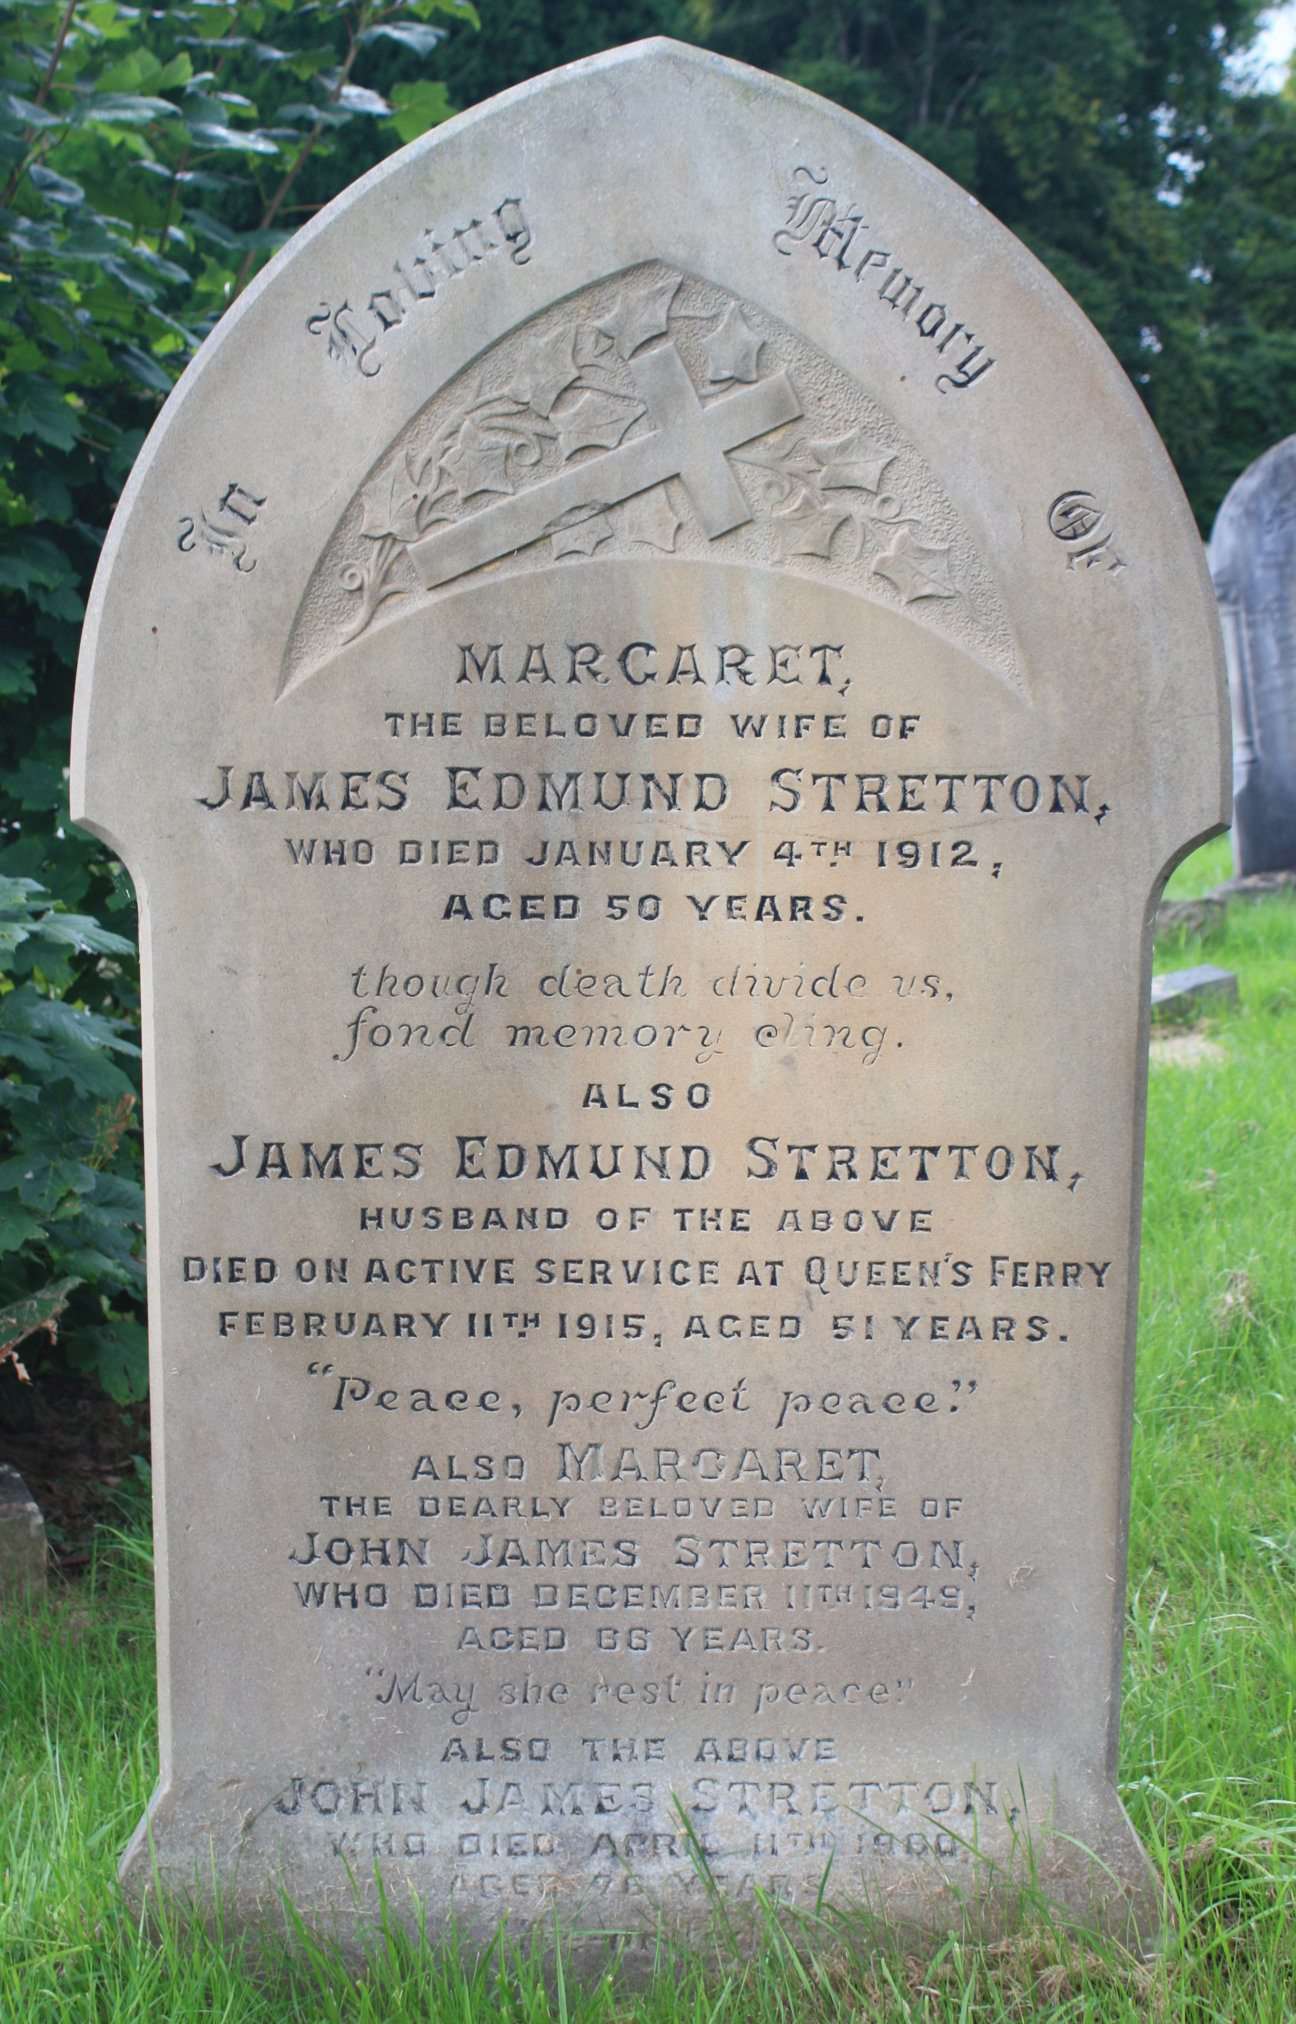 In Loving Memory Of
MARGARET,
THE BELOVED WIFE OF
JAMES EDMUND STRETTON,
WHO DIED JANUARY 4TH 1912,
AGED 50 YEARS.
though death divide us,
fond memory cling.
ALSO
JAMES EDMUND STRETTON,
HUSBAND OF THE ABOVE
DIED ON ACTIVE SERVICE AT QUEEN'S FERRY
FEBRUARY 11TH 1915, AGED 51 YEARS.
"Peace, perfect peace."
ALSO MARGARET,
THE DEARLY BELOVED WIFE OF
JOHN JAMES STRETTON,
WHO DIED DECEMBER 11TH 1949,
AGED 66 YEARS.
"May she rest in peace."
ALSO THE ABOVE
JOHN JAMES STRETTON,
WHO DIED APRIL 11TH 1960,
AGED YEARS